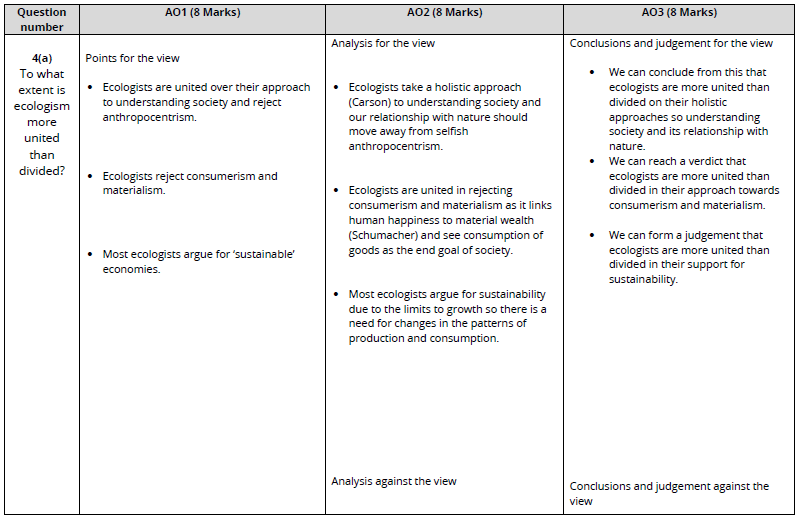 Question
number
AO1 (8 Marks)
AO2 (8 Marks)
AO3 (8 Marks)
4(a)
To what
extent is
ecologism
more
united
than
divided?
Points for the view
• Ecologists are united over their approach
to understanding society and reject
anthropocentrism.
• Ecologists reject consumerism and
materialism.
• Most ecologists argue for ‘sustainable’
economies.
Analysis for the view
• Ecologists take a holistic approach
(Carson) to understanding society and
our relationship with nature should
move away from selfish
anthropocentrism.
• Ecologists are united in rejecting
consumerism and materialism as it links
human happiness to material wealth
(Schumacher) and see consumption of
goods as the end goal of society.
• Most ecologists argue for sustainability
due to the limits to growth so there is a
need for changes in the patterns of
production and consumption.
Analysis against the view
Conclusions and judgement for the view
• We can conclude from this that
ecologists are more united than
divided on their holistic
approaches so understanding
society and its relationship with
nature.
• We can reach a verdict that
ecologists are more united than
divided in their approach towards
consumerism and materialism.
• We can form a judgement that
ecologists are more united than
divided in their support for
sustainability.
Conclusions and judgement against the
view